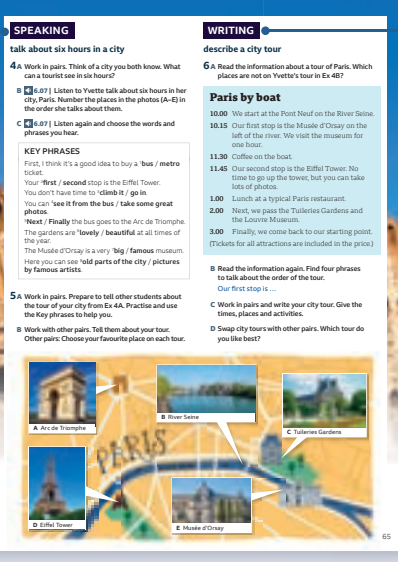 SPEAKING
talk about six hours in a city
4A Work in pairs. Think of a city you both know. What
can a tourist see in six hours?
B 6.07 | Listen to Yvette talk about six hours in her
city, Paris. Number the places in the photos (A–E) in
the order she talks about them.
C 6.07 | Listen again and choose the words and
phrases you hear.
KEY PHRASES
First, I think it's a good idea to buy a ¹bus / metro
ticket.
Your ²first / second stop is the Eiffel Tower.
You don't have to ³climb it / go in.
You can ⁴see it from the bus / take some great
photos.
⁵Next / Finally the bus goes to the Arc de Triomphe.
The gardens are ⁶lovely / beautiful at all times of
the year.
The Musée d'Orsay is a very ⁷big / famous museum.
Here you can see ⁸old parts of the city / pictures
by famous artists.
5A Work in pairs. Prepare to tell other students about
the tour of your city from Ex 4A. Practise and use
the Key phrases to help you.
B Work with other pairs. Tell them about your tour.
Other pairs: Choose your favourite place on each tour.
WRITING
describe a city tour
6A Read the information about a tour of Paris. Which
places are not on Yvette's tour in Ex 4B?
Paris by boat
10.00 We start at the Pont Neuf on the River Seine.
10.15 Our first stop is the Musée d'Orsay on the
left of the river. We visit the museum for
one hour.
11.30 Coffee on the boat.
11.45 Our second stop is the Eiffel Tower. No
time to go up the tower, but you can take
lots of photos.
1.00 Lunch at a typical Paris restaurant.
2.00 Next, we pass the Tuileries Gardens and
the Louvre Museum.
3.00 Finally, we come back to our starting point.
(Tickets for all attractions are included in the price.)
B Read the information again. Find four phrases
to talk about the order of the tour.
Our first stop is ...
C Work in pairs and write your city tour. Give the
times, places and activities.
D Swap city tours with other pairs. Which tour do
you like best?
PARIS
A Arc de Triomphe
B River Seine
C Tuileries Gardens
D Eiffel Tower
E Musée d'Orsay
65